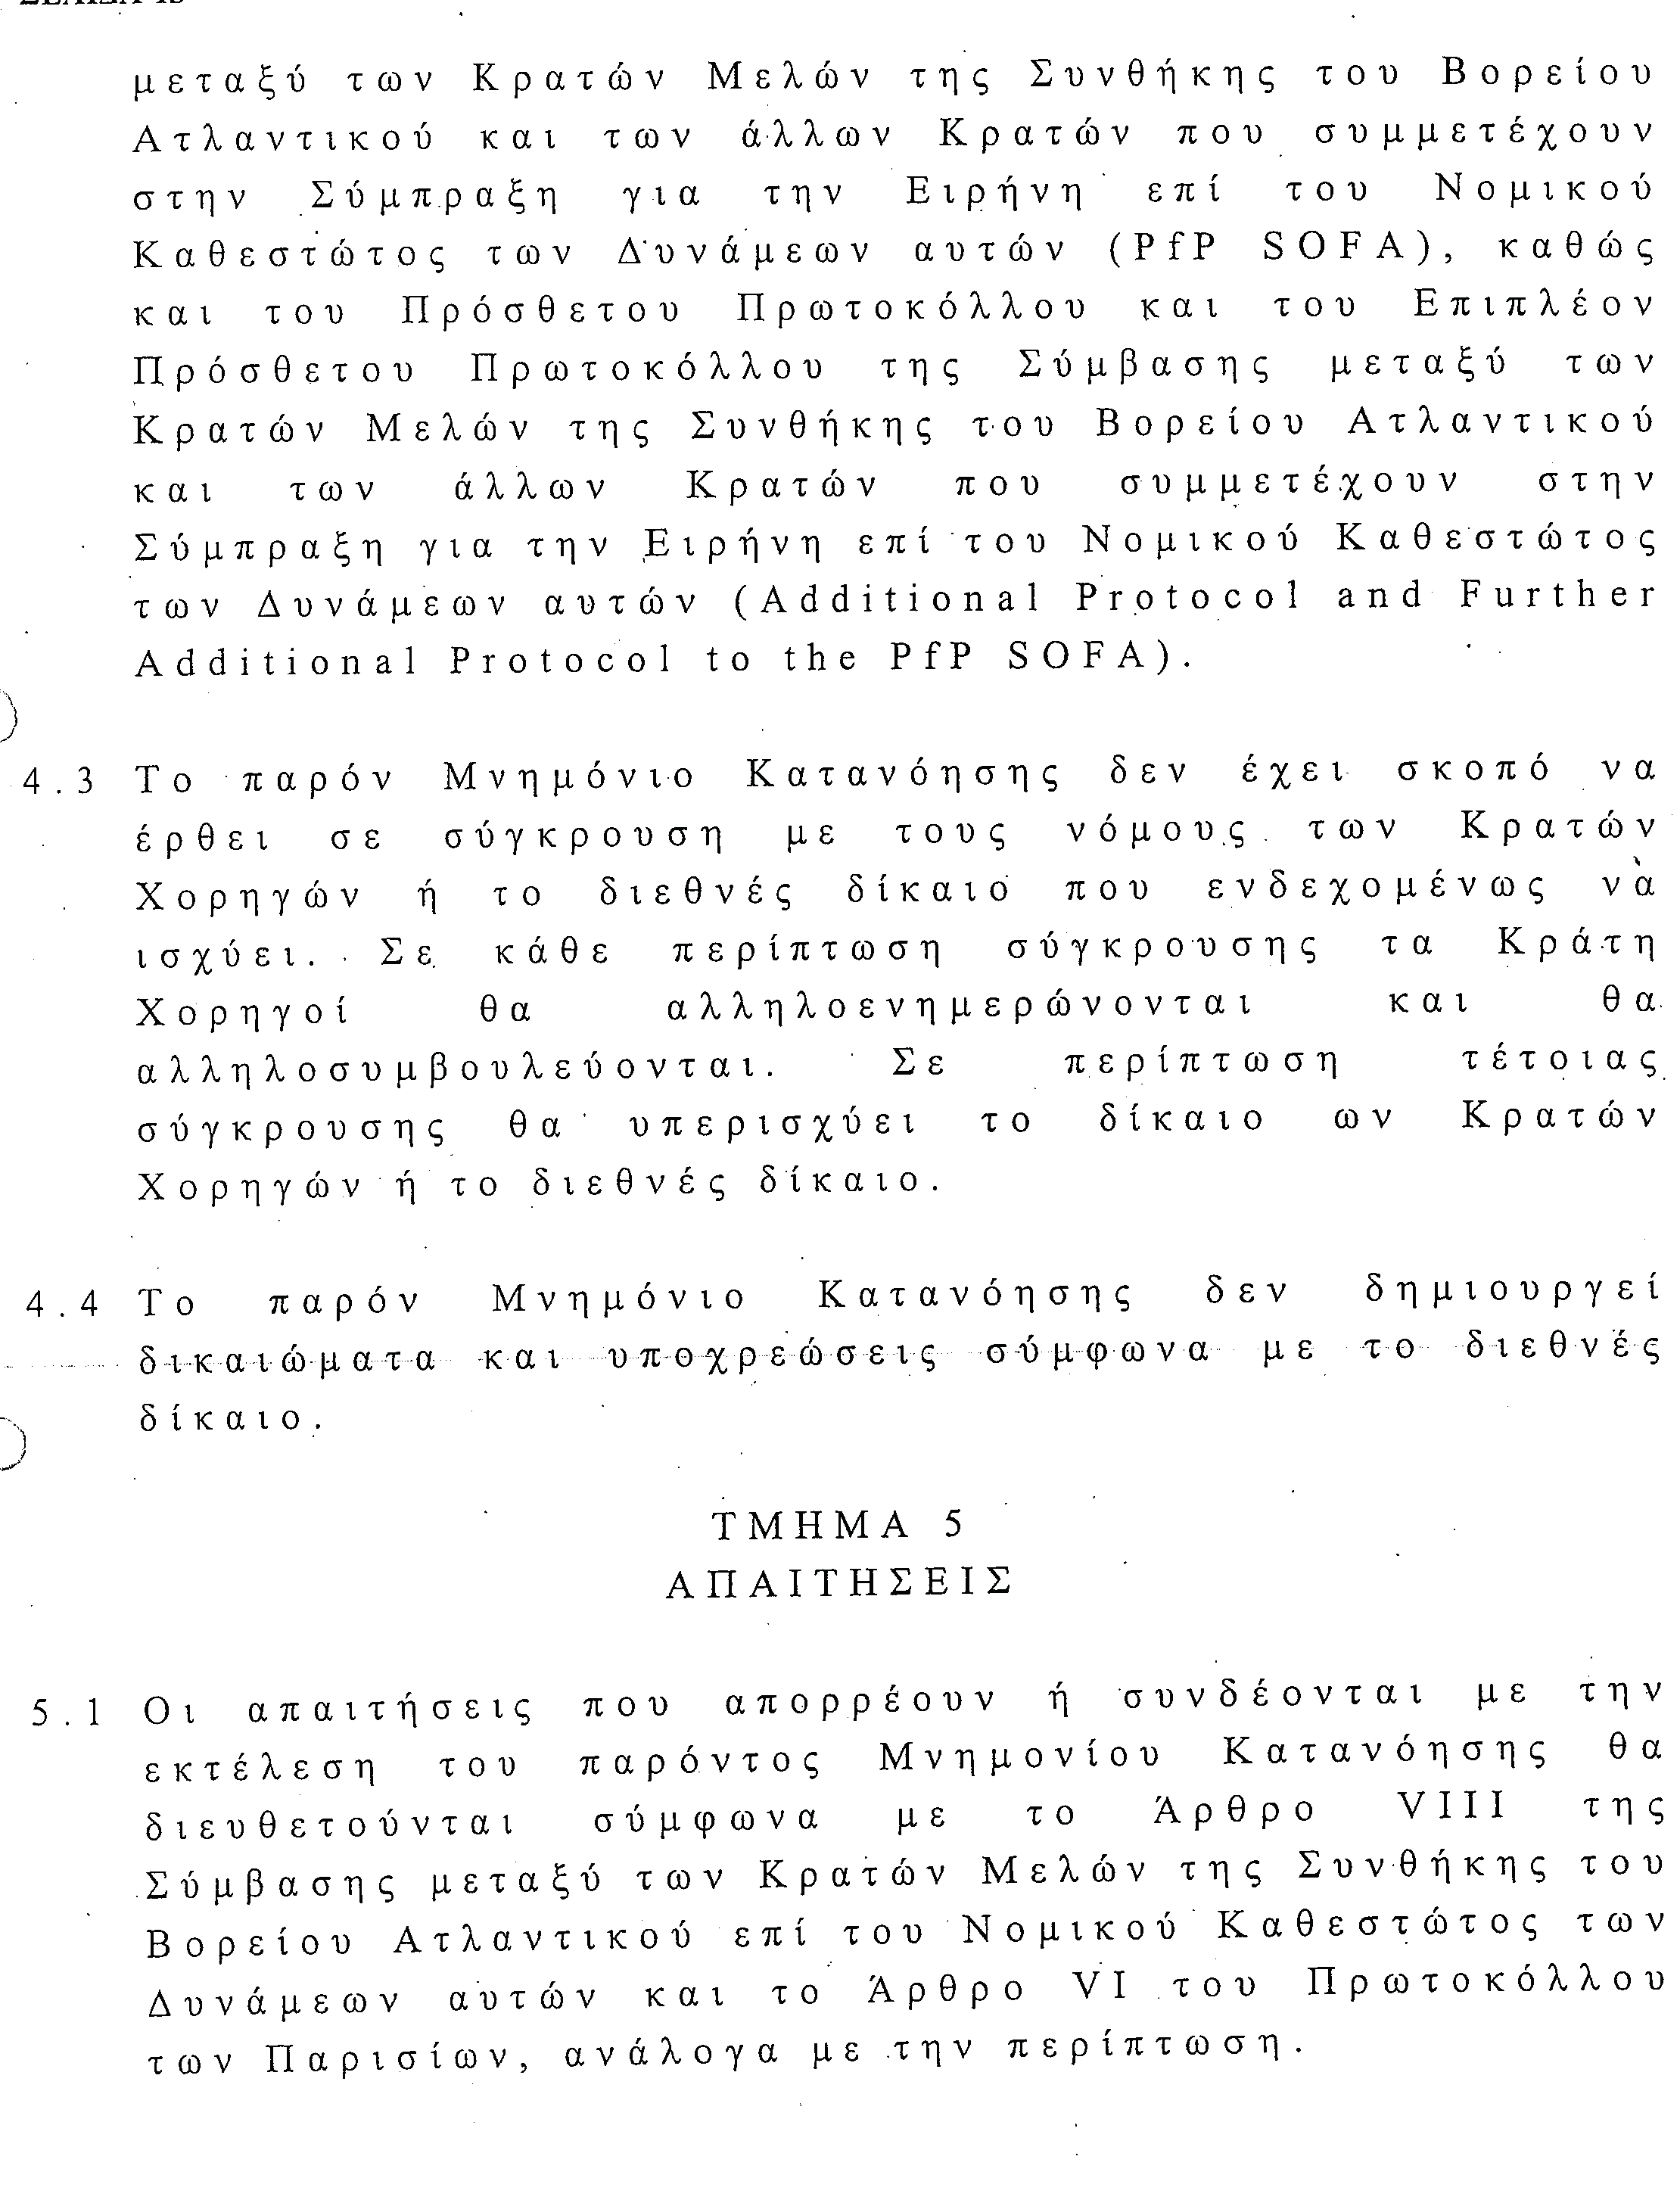 μεταξύ των Κρατών Μελών της Συνθήκης του Βορείου
Ατλαντικού και των άλλων Κρατών που συμμετέχουν
στην Σύμπραξη για την Ειρήνη επί του Νομικού
Καθεστώτος των Δυνάμεων αυτών (PfP SOFA), καθώς
και του Πρόσθετου Πρωτοκόλλου και του Επιπλέον
Πρόσθετου Πρωτοκόλλου της Σύμβασης μεταξύ των
Κρατών Μελών της Συνθήκης του Βορείου Ατλαντικού
και των άλλων Κρατών που συμμετέχουν στην
Σύμπραξη για την Ειρήνη επί του Νομικού Καθεστώτος
των Δυνάμεων αυτών (Additional Protocol and Further
Additional Protocol to the PfP SOFA).
4.3 Το παρόν Μνημόνιο Κατανόησης δεν έχει σκοπό να
έρθει σε σύγκρουση με τους νόμους των Κρατών
Χορηγών ή το διεθνές δίκαιο που ενδεχομένως να
ισχύει. Σε κάθε περίπτωση σύγκρουσης τα Κράτη
Χορηγοί θα αλληλοενημερώνονται και θα
αλληλοσυμβουλεύονται. Σε περίπτωση τέτοιας
σύγκρουσης θα υπερισχύει το δίκαιο ων Κρατών
Χορηγών ή το διεθνές δίκαιο.
4.4 Το παρόν Μνημόνιο Κατανόησης δεν δημιουργεί
δικαιώματα και υποχρεώσεις σύμφωνα με το διεθνές
δίκαιο.
ΤΜΗΜΑ 5
ΑΠΑΙΤΗΣΕΙΣ
5.1 Οι απαιτήσεις που απορρέουν ή συνδέονται με την
εκτέλεση του παρόντος Μνημονίου Κατανόησης θα
διευθετούνται σύμφωνα με το Άρθρο VIII της
Σύμβασης μεταξύ των Κρατών Μελών της Συνθήκης του
Βορείου Ατλαντικού επί του Νομικού Καθεστώτος των
Δυνάμεων αυτών και το Άρθρο VI του Πρωτοκόλλου
των Παρισίων, ανάλογα με την περίπτωση.